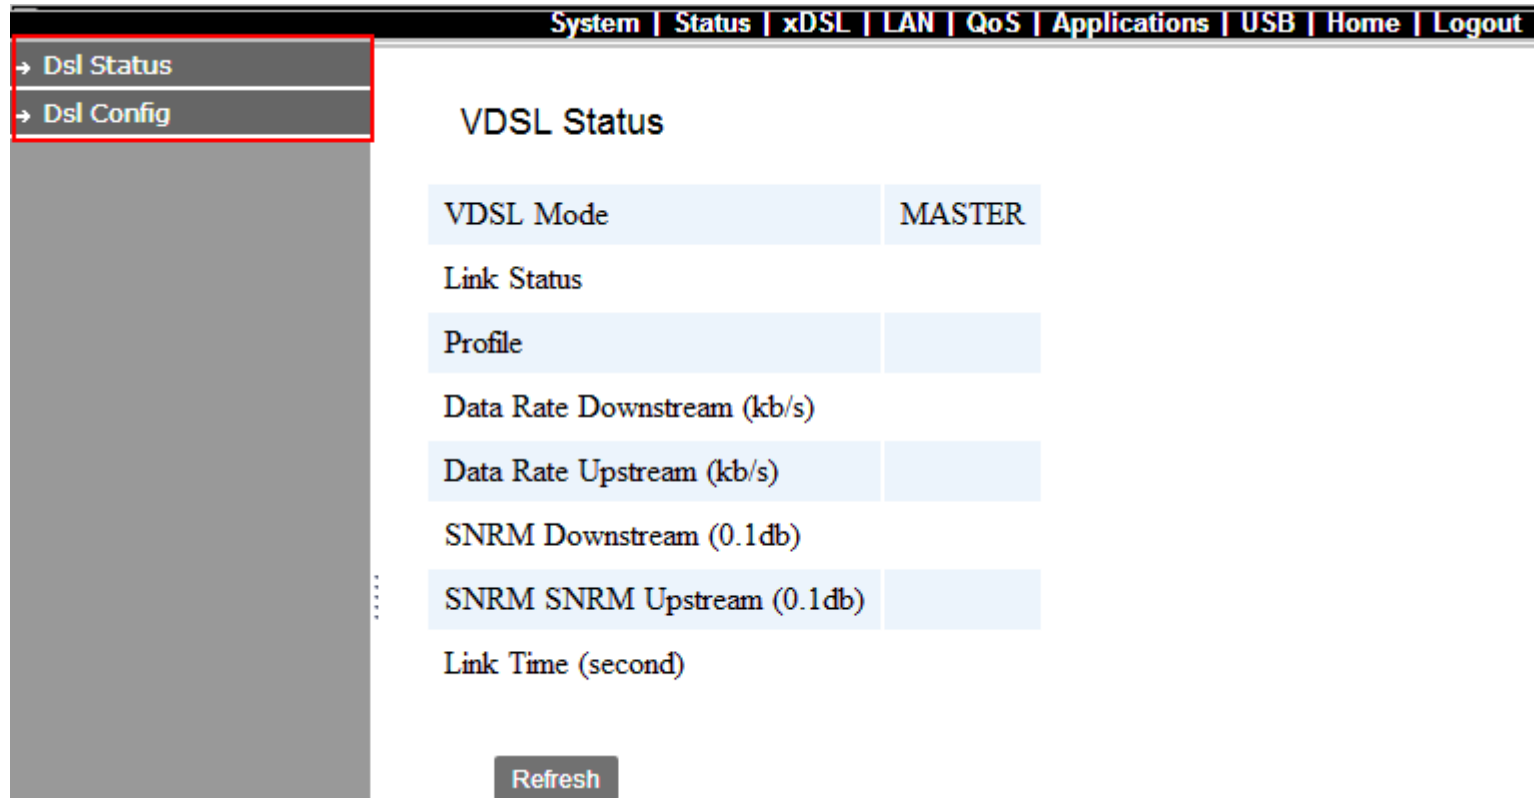 System | Status | xDSL | LAN | QoS | Applications | USB | Home | Logout
→ Dsl Status
→ Dsl Config
VDSL Status
VDSL Mode MASTER
Link Status
Profile
Data Rate Downstream (kb/s)
Data Rate Upstream (kb/s)
SNRM Downstream (0.1db)
SNRM SNRM Upstream (0.1db)
Link Time (second)
Refresh